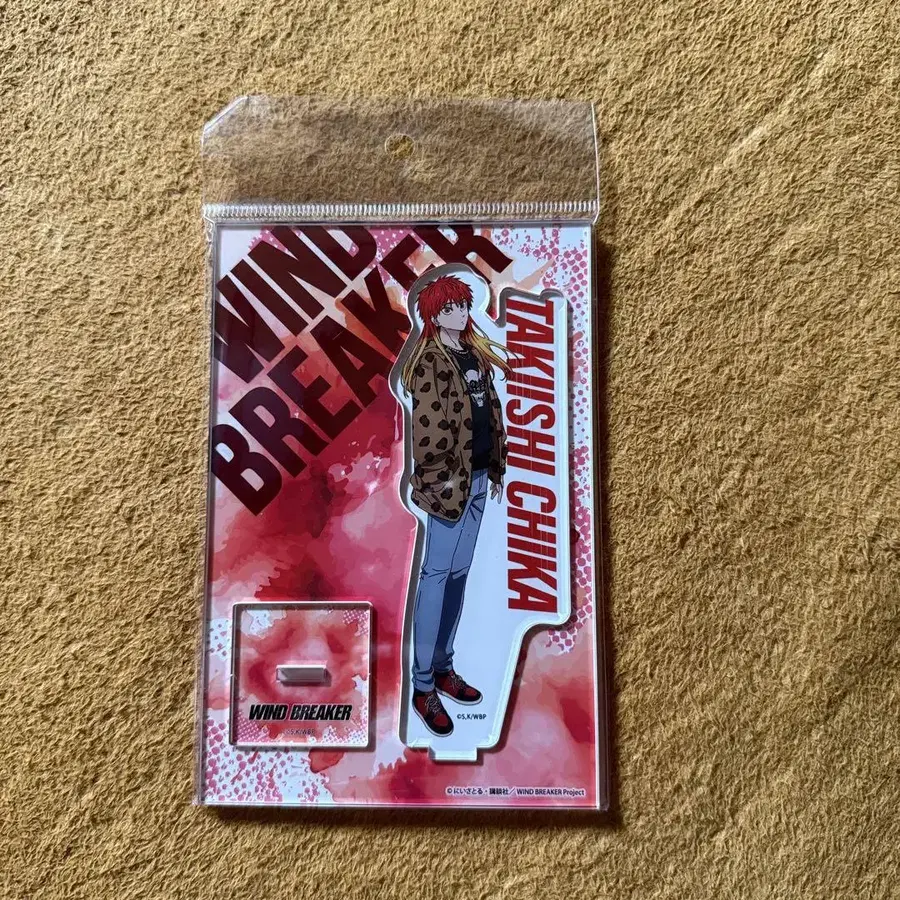 WIND
BREAKER
TAKIISHI CHIKA
WIND BREAKER
©S,K/WBP
©S,K/WBP
©にいさとる・講談社/WIND BREAKER Project